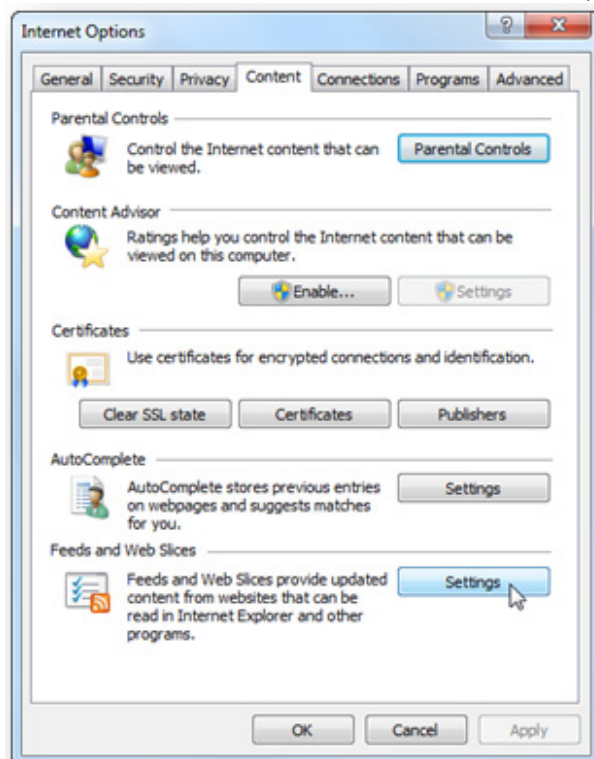 Internet Options
General Security Privacy Content Connections Programs Advanced
Parental Controls
Control the Internet content that can
be viewed.
Parental Controls
Content Advisor
Ratings help you control the Internet content that can be
viewed on this computer.
Enable...
Settings
Certificates
Use certificates for encrypted connections and identification.
Clear SSL state
Certificates
Publishers
AutoComplete
AutoComplete stores previous entries
on webpages and suggests matches
for you.
Settings
Feeds and Web Slices
Feeds and Web Slices provide updated
content from websites that can be
read in Internet Explorer and other
programs.
Settings
OK
Cancel
Apply